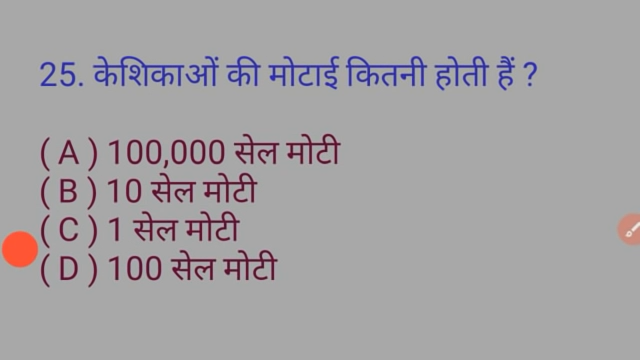 25. केशिकाओं की मोटाई कितनी होती हैं ?
( A ) 100,000 सेल मोटी
( B ) 10 सेल मोटी
( C ) 1 सेल मोटी
( D ) 100 सेल मोटी